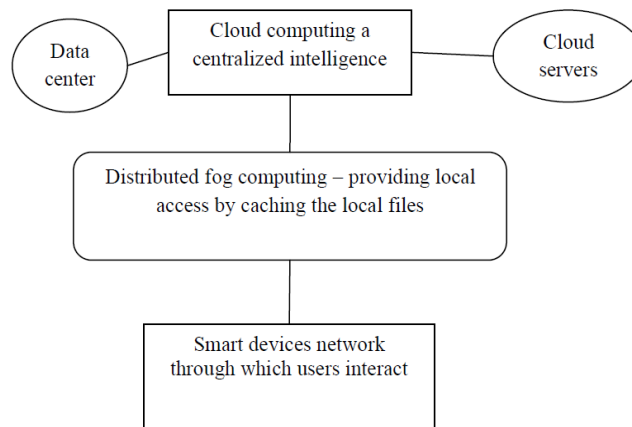 Data
center
Cloud computing a
centralized intelligence
Cloud
servers
Distributed fog computing – providing local
access by caching the local files
Smart devices network
through which users interact